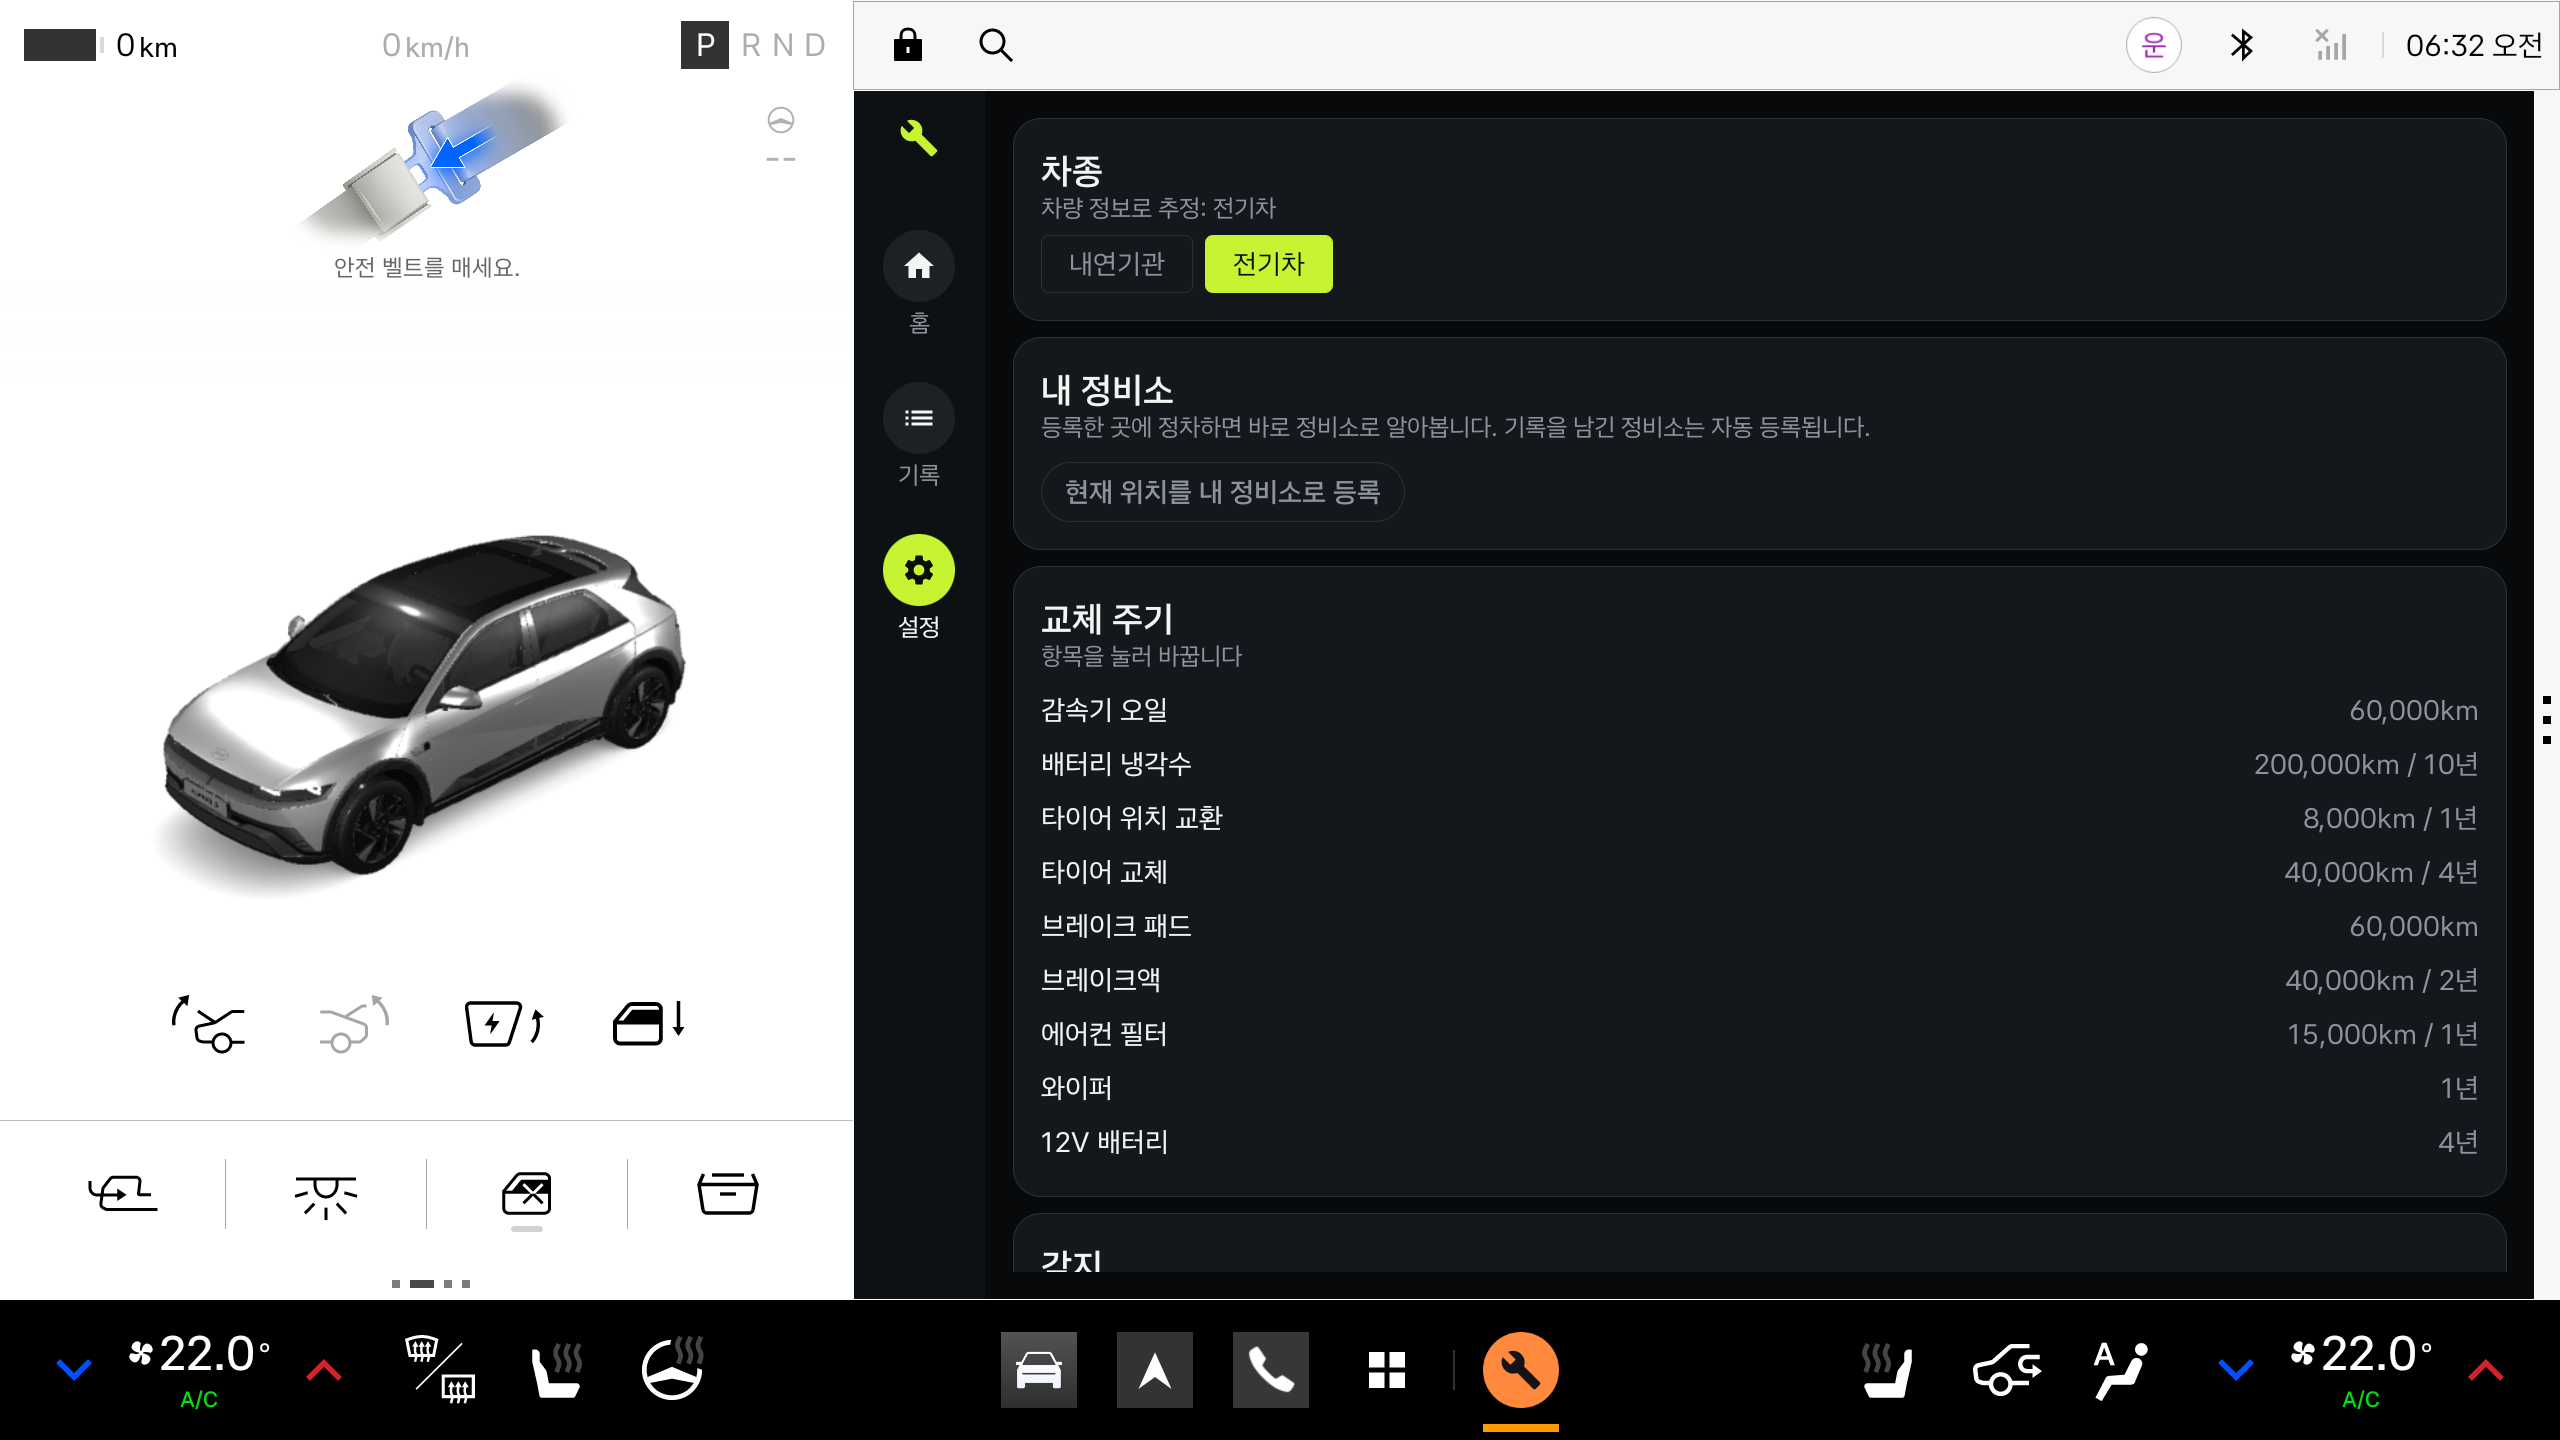 0 km
0 km/h
P R N D
안전 벨트를 매세요.
운
06:32 오전
홈
기록
설정
차종
차량 정보로 추정: 전기차
내연기관
전기차
내 정비소
등록한 곳에 정차하면 바로 정비소로 알아봅니다. 기록을 남긴 정비소는 자동 등록됩니다.
현재 위치를 내 정비소로 등록
교체 주기
항목을 눌러 바꿉니다
감속기 오일 60,000km
배터리 냉각수 200,000km / 10년
타이어 위치 교환 8,000km / 1년
타이어 교체 40,000km / 4년
브레이크 패드 60,000km
브레이크액 40,000km / 2년
에어컨 필터 15,000km / 1년
와이퍼 1년
12V 배터리 4년
감지
22.0°
A/C
A
22.0°
A/C